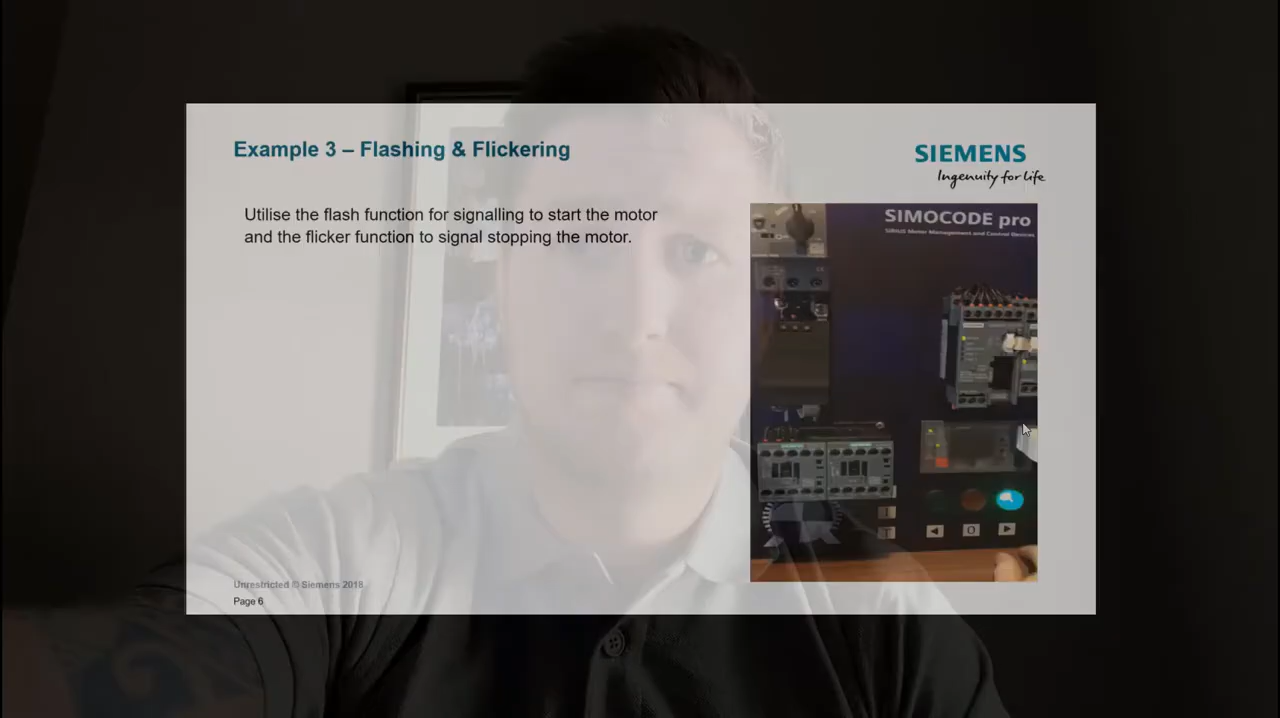 Example 3 – Flashing & Flickering
SIEMENS
Ingenuity for life
Utilise the flash function for signalling to start the motor
and the flicker function to signal stopping the motor.
SIMOCODE pro
SIRIUS Motor Management and Control Devices
Unrestricted © Siemens 2018
Page 6